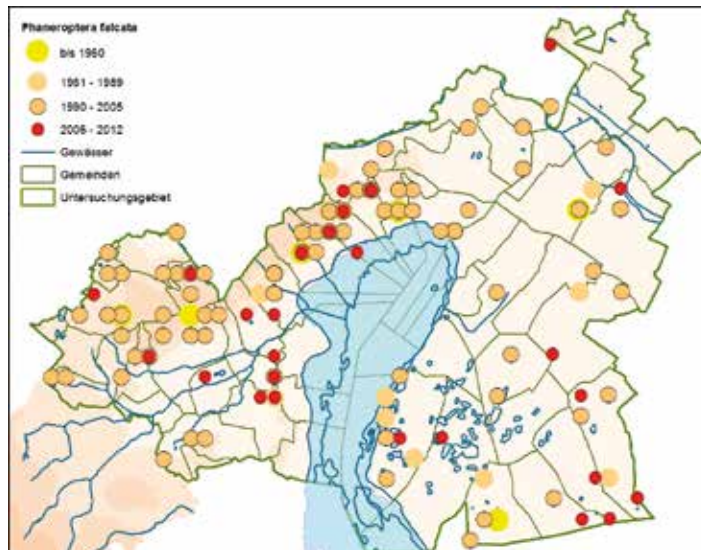 Phaneroptera falcata
bis 1960
1961 - 1989
1990 - 2005
2006 - 2012
Gewässer
Gemeinden
Untersuchungsgebiet